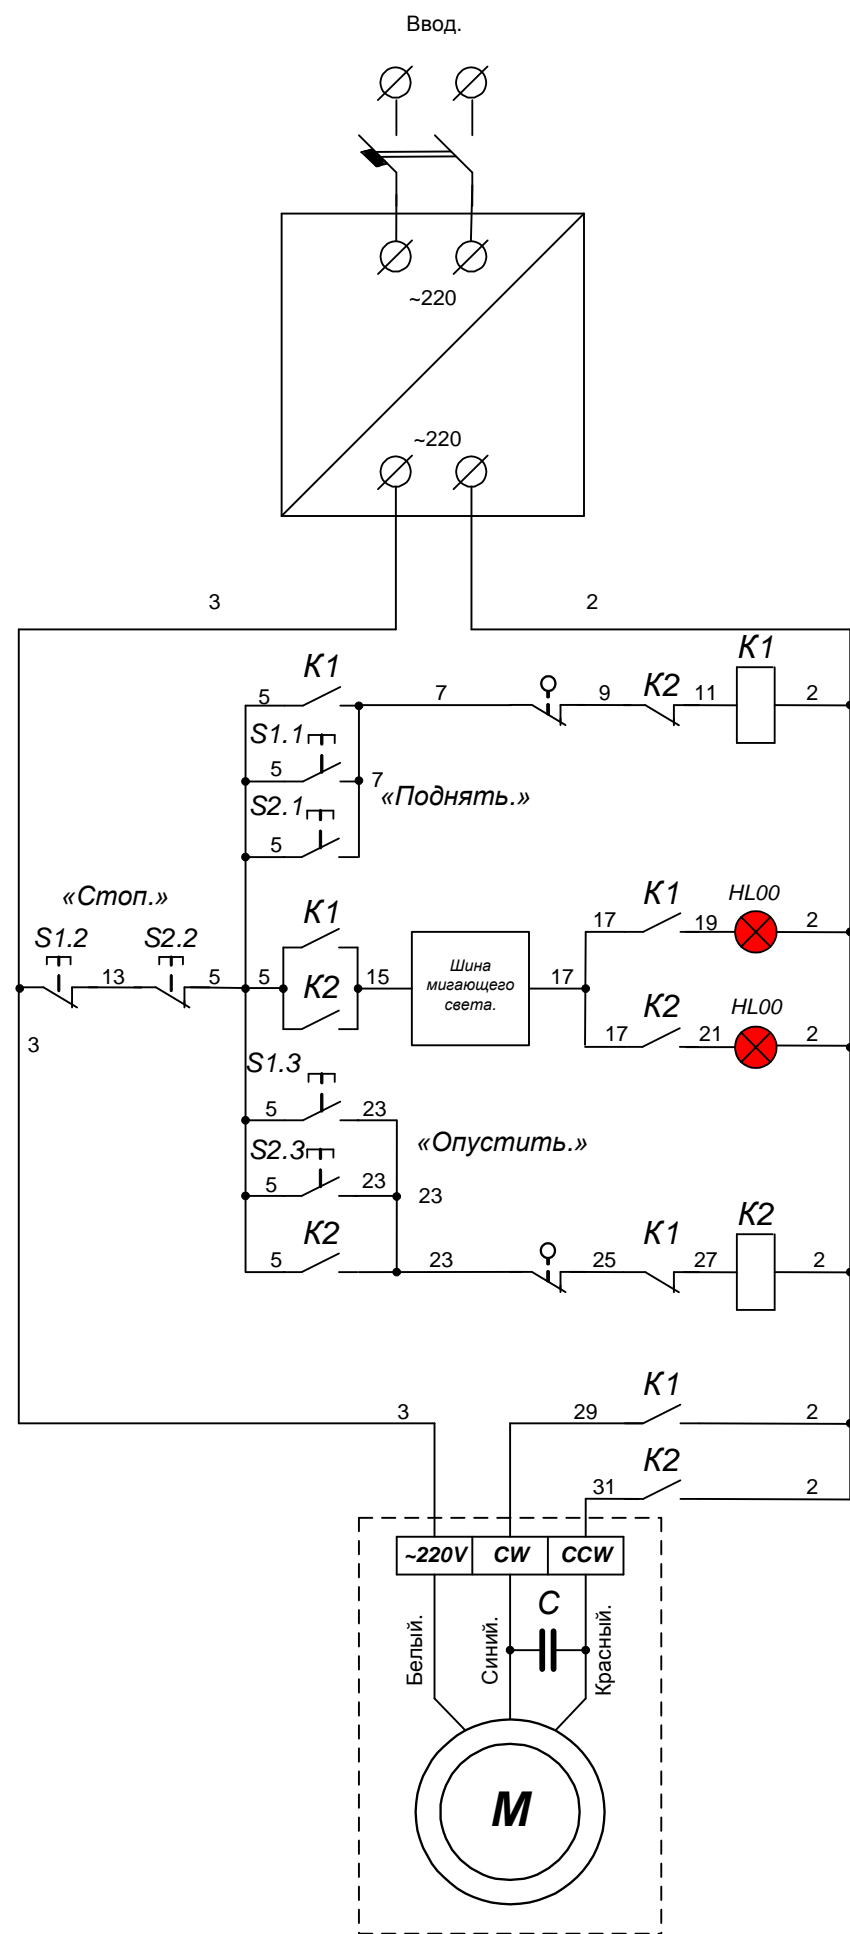 Ввод.
~220
~220
3
2
К1
К1
5
7
9
К2
11
2
S1.1
5
7
«Поднять.»
S2.1
5
«Стоп.»
К1
К1
HL00
17
19
2
S1.2
S2.2
13
5
5
К2
15
Шина
мигающего
света.
17
К2
HL00
17
21
2
3
S1.3
5
23
«Опустить.»
S2.3
5
23
23
К2
К1
К2
5
23
25
27
2
К1
3
29
2
К2
31
2
~220V
CW
CCW
С
Белый.
Синий.
Красный.
М